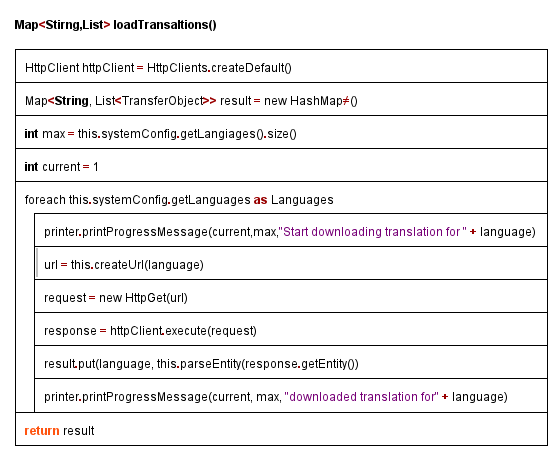 Map<Stirng,List> loadTransaltions()
HttpClient httpClient = HttpClients.createDefault()
Map<String, List<TransferObject>> result = new HashMap≠()
int max = this.systemConfig.getLangiages().size()
int current = 1
foreach this.systemConfig.getLanguages as Languages
printer.printProgressMessage(current,max,"Start downloading translation for " + language)
url = this.createUrl(language)
request = new HttpGet(url)
response = httpClient.execute(request)
result.put(language, this.parseEntity(response.getEntity())
printer.printProgressMessage(current, max, "downloaded translation for" + language)
return result